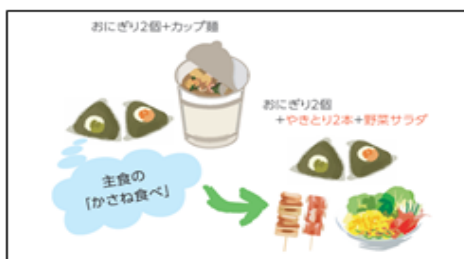 おにぎり2個+カップ麺
おにぎり2個
+やきとり2本+野菜サラダ
主食の
「かさね食べ」